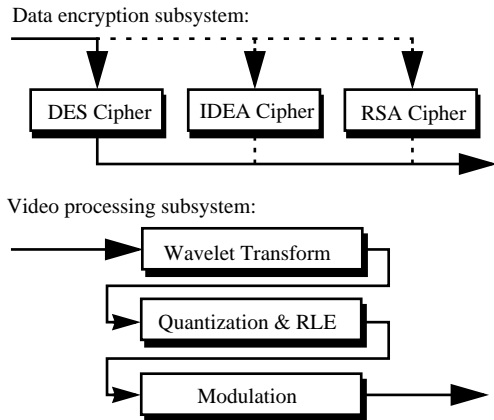 Data encryption subsystem:
DES Cipher
IDEA Cipher
RSA Cipher
Video processing subsystem:
Wavelet Transform
Quantization & RLE
Modulation